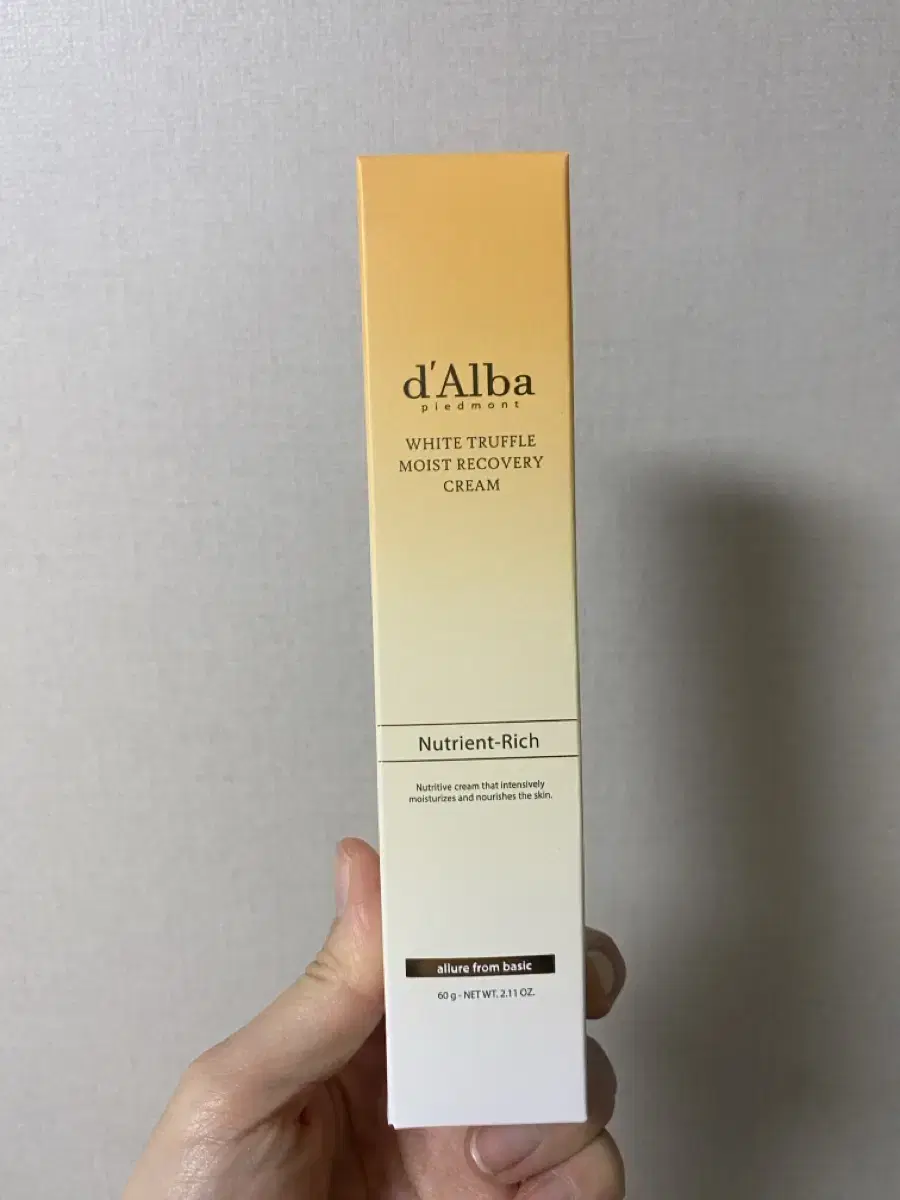 d'Alba
piedmont
WHITE TRUFFLE
MOIST RECOVERY
CREAM
Nutrient-Rich
Nutritive cream that intensively
moisturizes and nourishes the skin.
allure from basic
60 g - NET WT. 2.11 OZ.